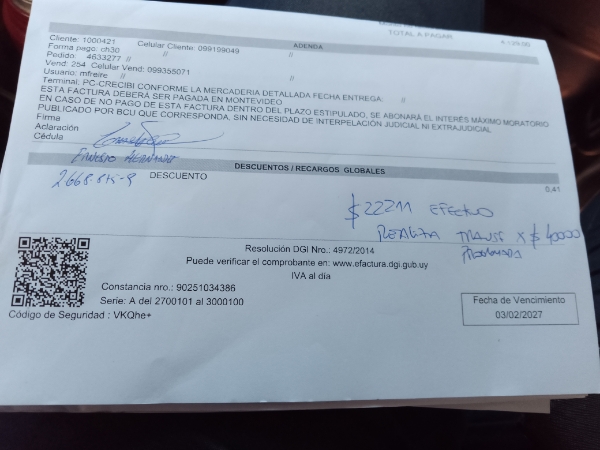 TOTAL A PAGAR
ADENDA
Cliente: 1000421 Celular Cliente: 099199049 //
Forma pago: ch30 //
Pedido: 4633277 //
Vend: 254 Celular Vend: 099355071
Usuario: mfreire // //
Terminal: PC-CRECIBI CONFORME LA MERCADERIA DETALLADA FECHA ENTREGA: //
ESTA FACTURA DEBERÁ SER PAGADA EN MONTEVIDEO
EN CASO DE NO PAGO DE ESTA FACTURA DENTRO DEL PLAZO ESTIPULADO, SE ABONARÁ EL INTERÉS MÁXIMO MORATORIO
PUBLICADO POR BCU QUE CORRESPONDA, SIN NECESIDAD DE INTERPELACIÓN JUDICIAL NI EXTRAJUDICIAL
Firma
Aclaración
Cédula
DESCUENTOS / RECARGOS GLOBALES
DESCUENTO 0,41
$ 22211 EFECTIVO
TRANSF X $ 40000
Resolución DGI Nro.: 4972/2014
Puede verificar el comprobante en: www.efactura.dgi.gub.uy
IVA al día
Constancia nro.: 90251034386
Serie: A del 2700101 al 3000100
Código de Seguridad : VKQhe+
Fecha de Vencimiento
03/02/2027